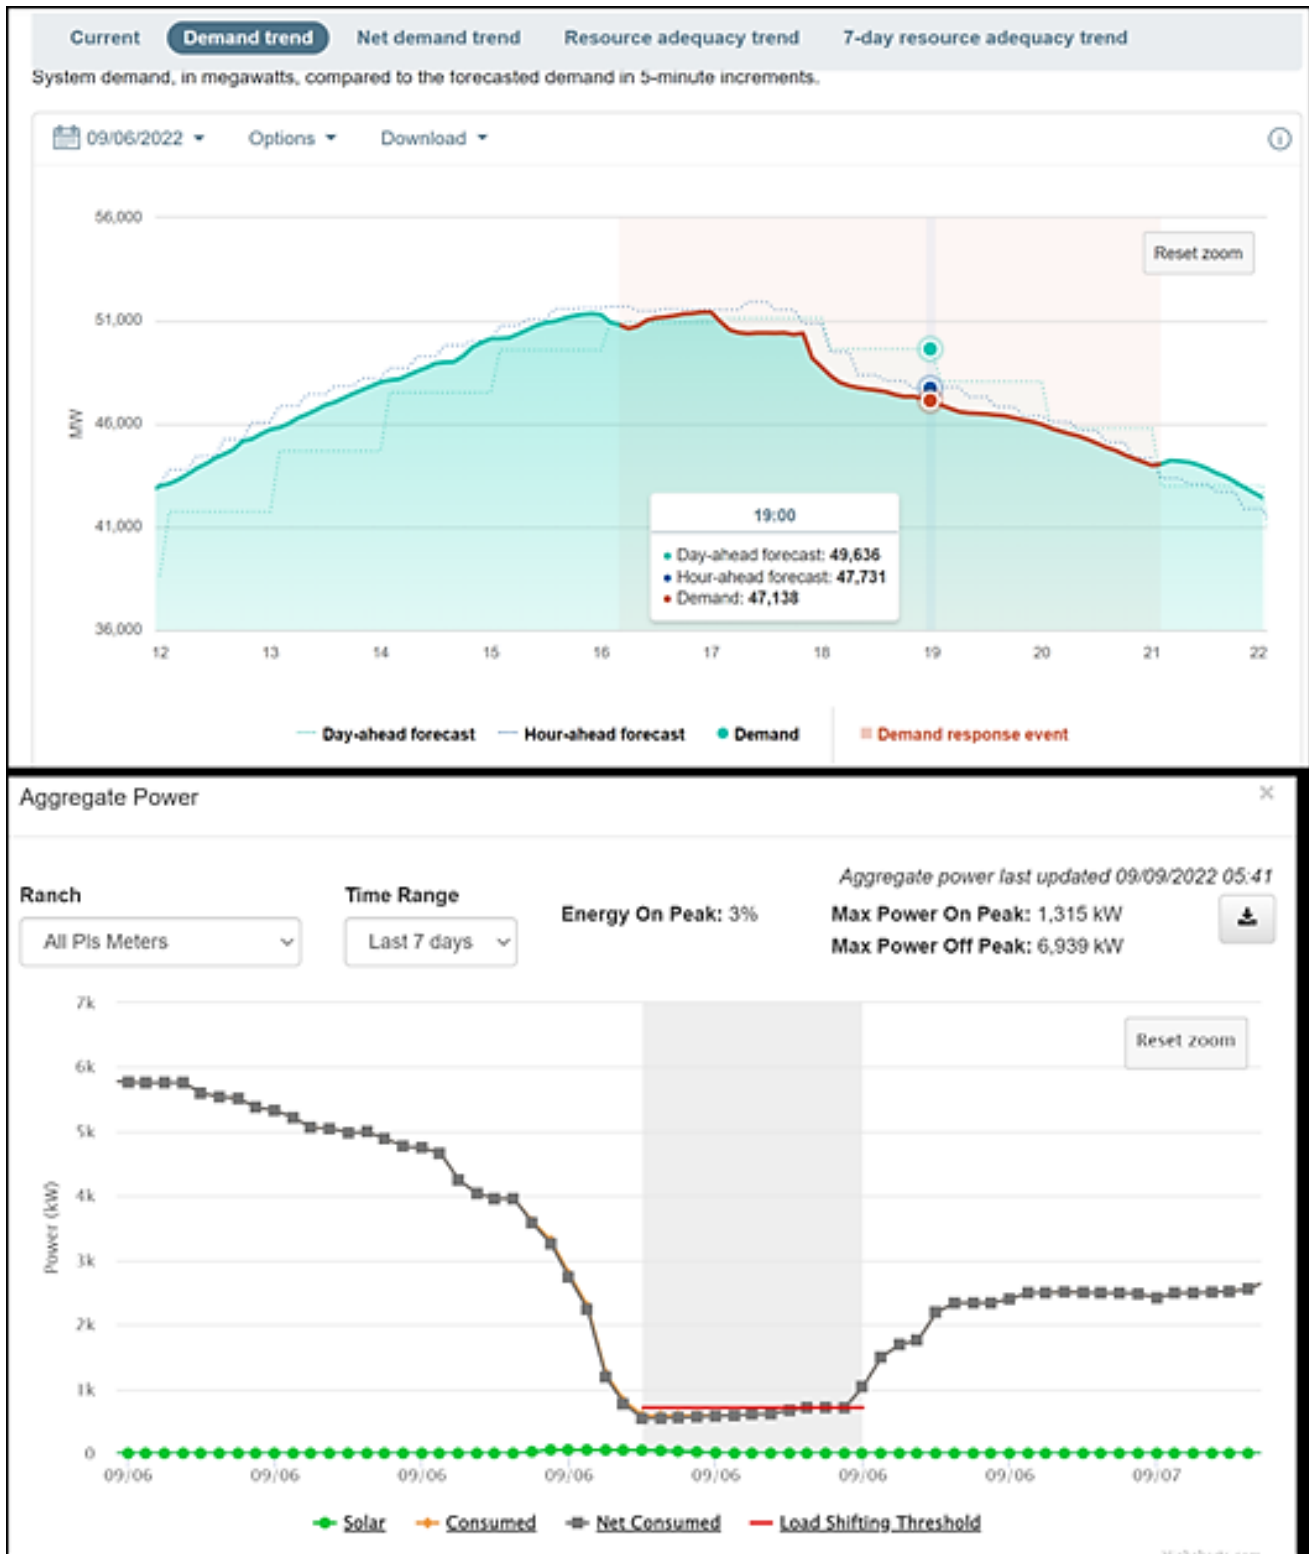 Current Demand trend Net demand trend Resource adequacy trend 7-day resource adequacy trend
System demand, in megawatts, compared to the forecasted demand in 5-minute increments.
09/06/2022 Options Download
56,000
Reset zoom
51,000
MW
46,000
41,000
19:00
Day-ahead forecast: 49,636
Hour-ahead forecast: 47,731
Demand: 47,138
36,000
12 13 14 15 16 17 18 19 20 21 22
Day-ahead forecast Hour-ahead forecast Demand Demand response event
Aggregate Power ×
Aggregate power last updated 09/09/2022 05:41
Ranch Time Range
Energy On Peak: 3% Max Power On Peak: 1,315 kW
All Pls Meters Last 7 days
Max Power Off Peak: 6,939 kW
7k
Reset zoom
6k
5k
4k
Power (kW)
3k
2k
1k
0
09/06 09/06 09/06 09/06 09/06 09/06 09/06 09/07
Solar Consumed Net Consumed Load Shifting Threshold